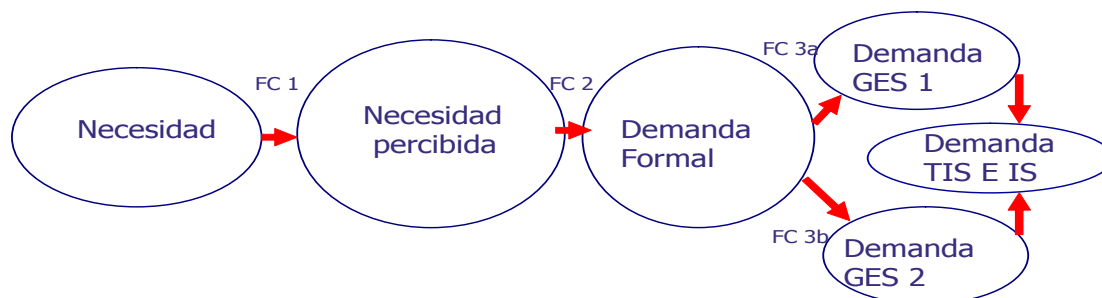 Necesidad
FC 1
Necesidad
percibida
FC 2
Demanda
Formal
FC 3a
Demanda
GES 1
Demanda
TIS E IS
FC 3b
Demanda
GES 2